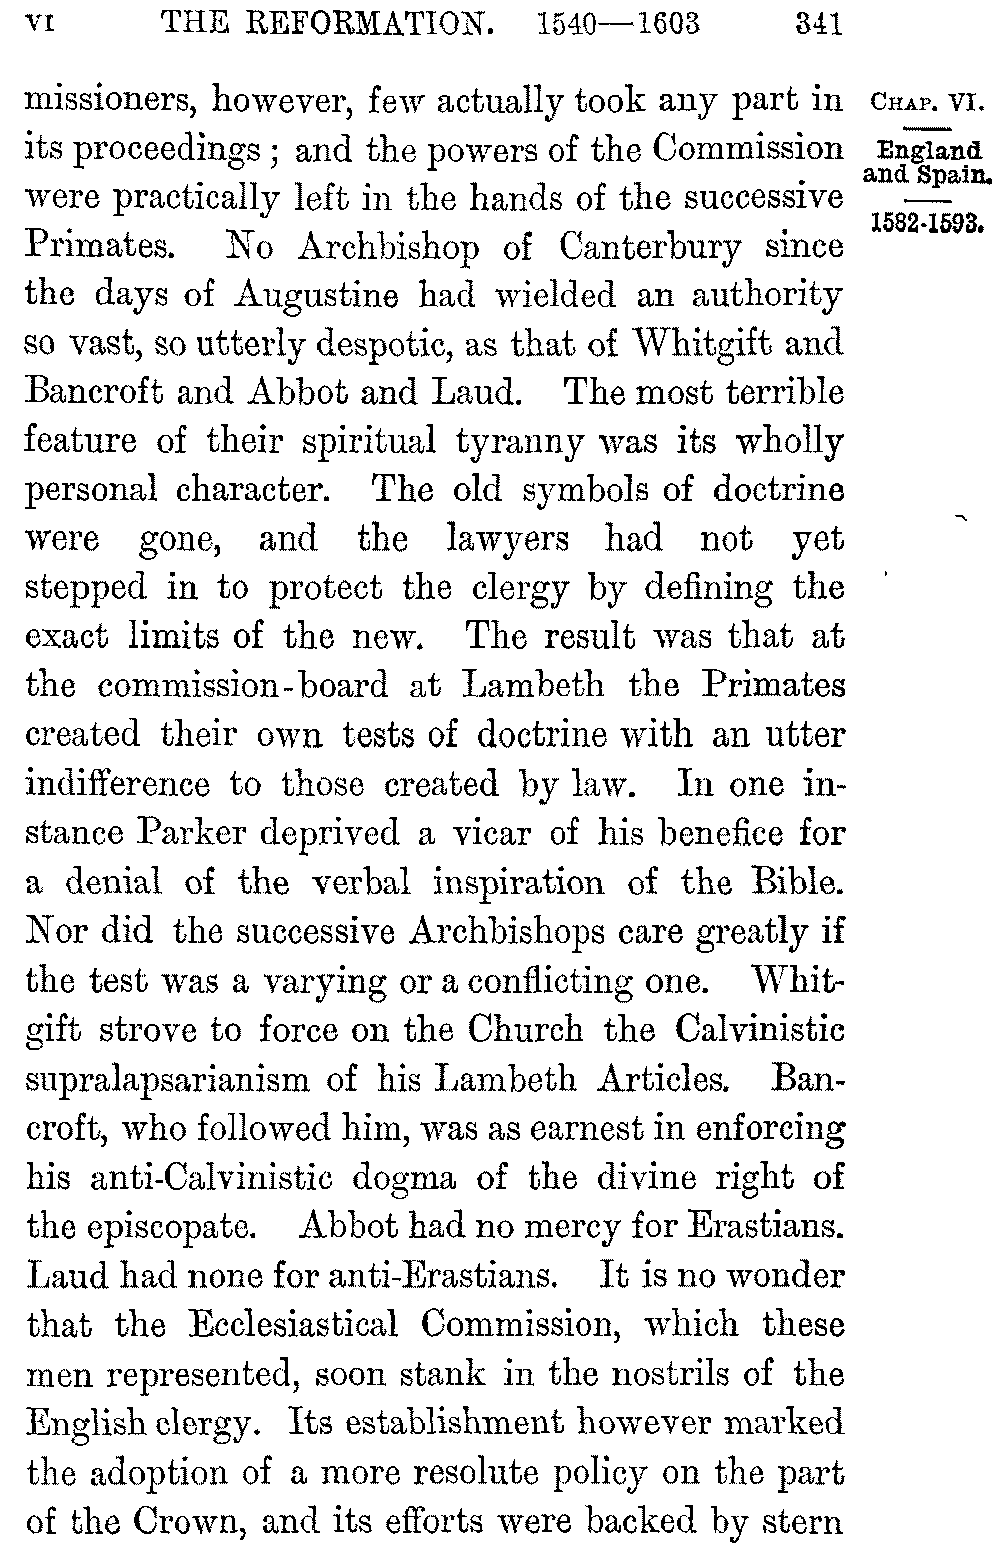 VI THE REFORMATION. 1540—1603 341
missioners, however, few actually took any part in
its proceedings ; and the powers of the Commission
were practically left in the hands of the successive
Primates. No Archbishop of Canterbury since
the days of Augustine had wielded an authority
so vast, so utterly despotic, as that of Whitgift and
Bancroft and Abbot and Laud. The most terrible
feature of their spiritual tyranny was its wholly
personal character. The old symbols of doctrine
were gone, and the lawyers had not yet
stepped in to protect the clergy by defining the
exact limits of the new. The result was that at
the commission-board at Lambeth the Primates
created their own tests of doctrine with an utter
indifference to those created by law. In one in-
stance Parker deprived a vicar of his benefice for
a denial of the verbal inspiration of the Bible.
Nor did the successive Archbishops care greatly if
the test was a varying or a conflicting one. Whit-
gift strove to force on the Church the Calvinistic
supralapsarianism of his Lambeth Articles. Ban-
croft, who followed him, was as earnest in enforcing
his anti-Calvinistic dogma of the divine right of
the episcopate. Abbot had no mercy for Erastians.
Laud had none for anti-Erastians. It is no wonder
that the Ecclesiastical Commission, which these
men represented, soon stank in the nostrils of the
English clergy. Its establishment however marked
the adoption of a more resolute policy on the part
of the Crown, and its efforts were backed by stern
CHAP. VI.
England
and Spain.
1582-1593.